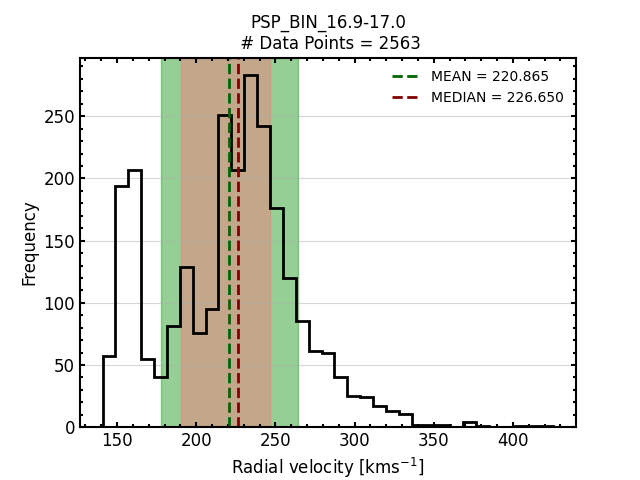 PSP_BIN_16.9-17.0
# Data Points = 2563
MEAN = 220.865
MEDIAN = 226.650
250
200
150
100
50
0
Frequency
150 200 250 300 350 400
Radial velocity [kms⁻¹]